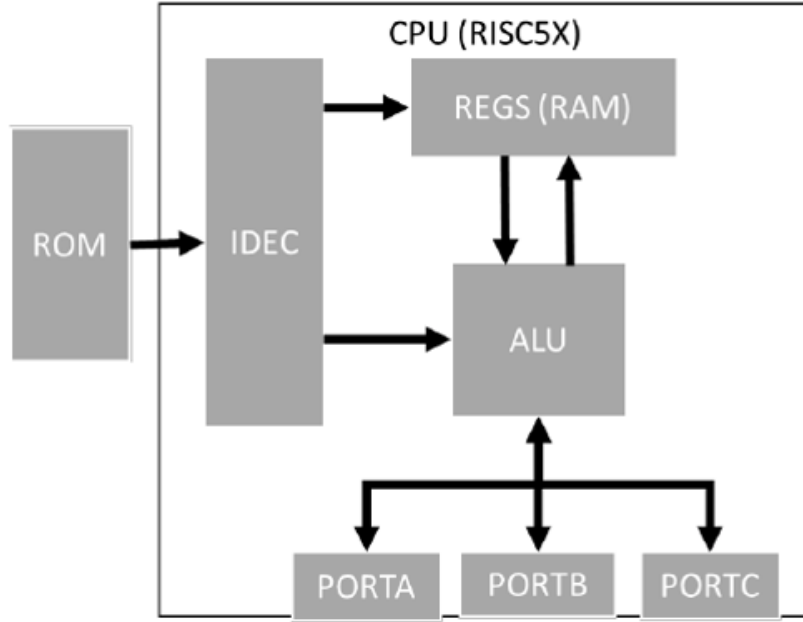 CPU (RISC5X)
REGS (RAM)
ROM
IDEC
ALU
PORTA
PORTB
PORTC